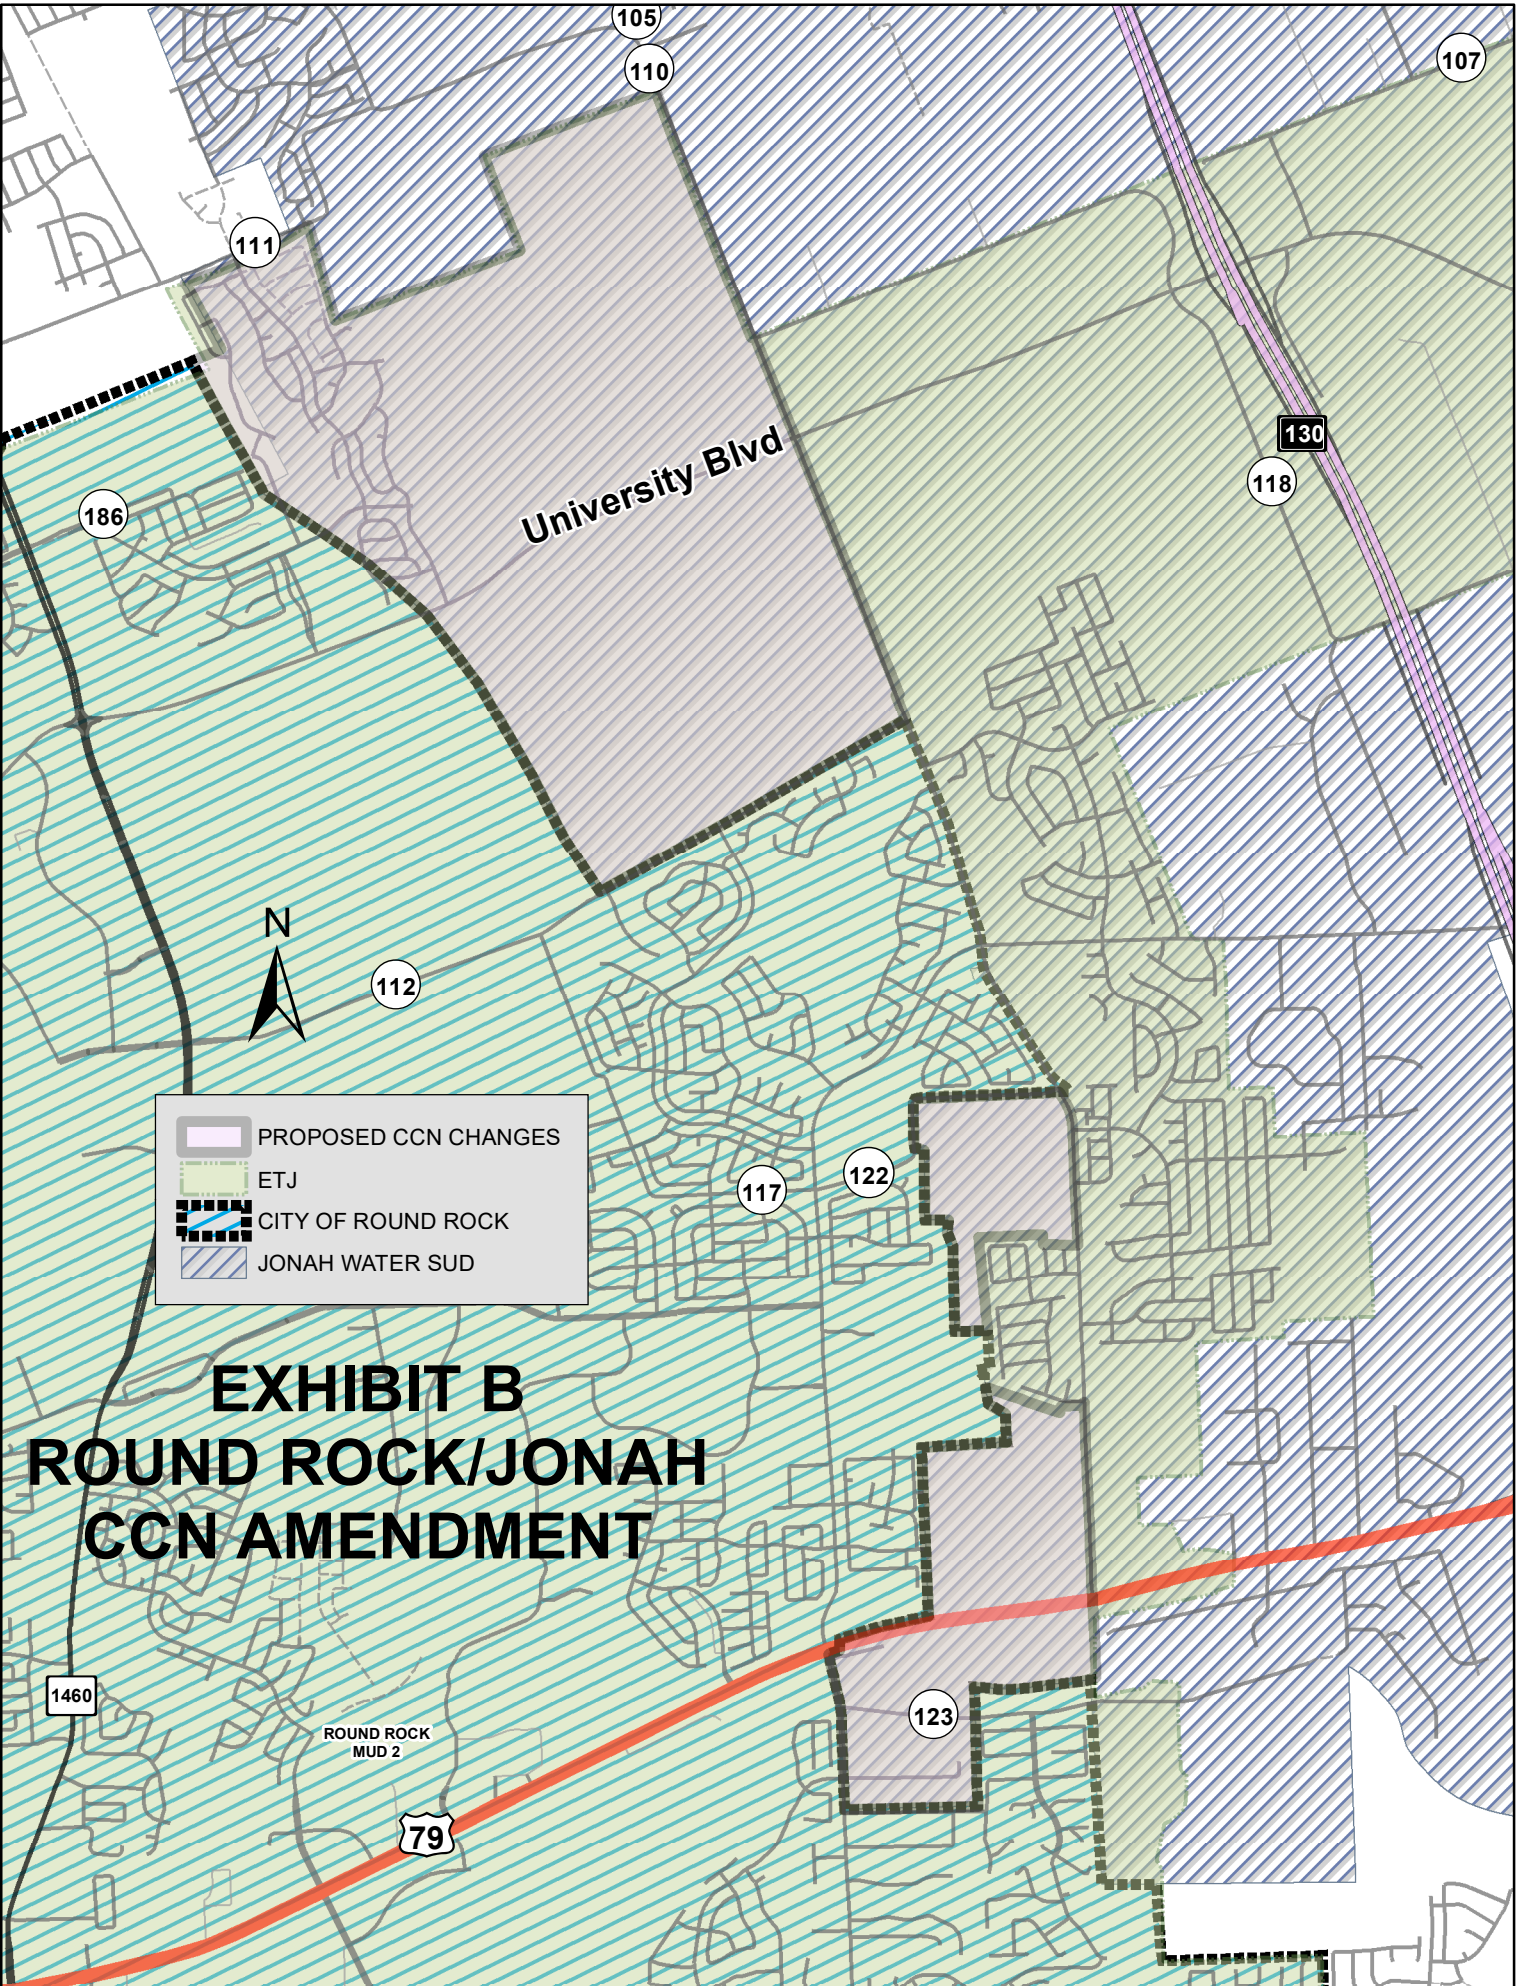 105
110
107
111
University Blvd
130
118
186
N
112
PROPOSED CCN CHANGES
ETJ
CITY OF ROUND ROCK
JONAH WATER SUD
117
122
EXHIBIT B
ROUND ROCK/JONAH
CCN AMENDMENT
1460
123
ROUND ROCK
MUD 2
79